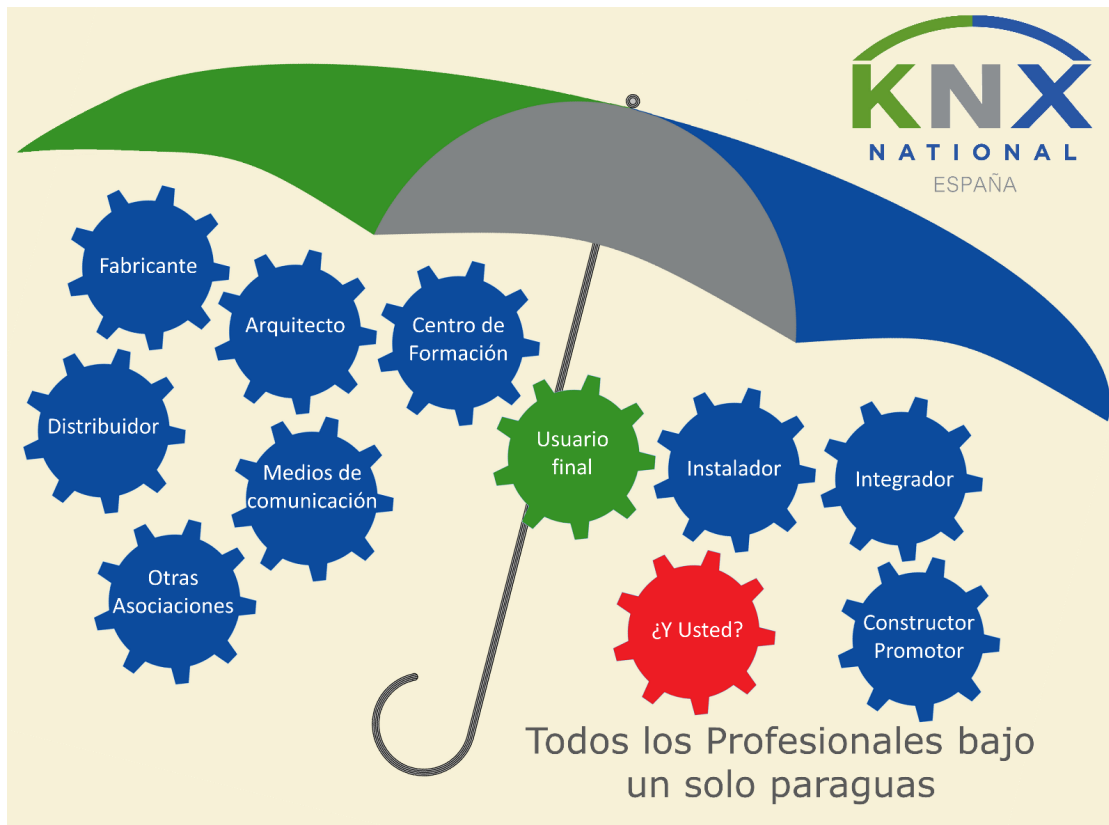 KNX
NATIONAL
ESPAÑA
Fabricante
Arquitecto
Centro de
Formación
Distribuidor
Medios de
comunicación
Usuario
final
Instalador
Integrador
Otras
Asociaciones
¿Y Usted?
Constructor
Promotor
Todos los Profesionales bajo
un solo paraguas